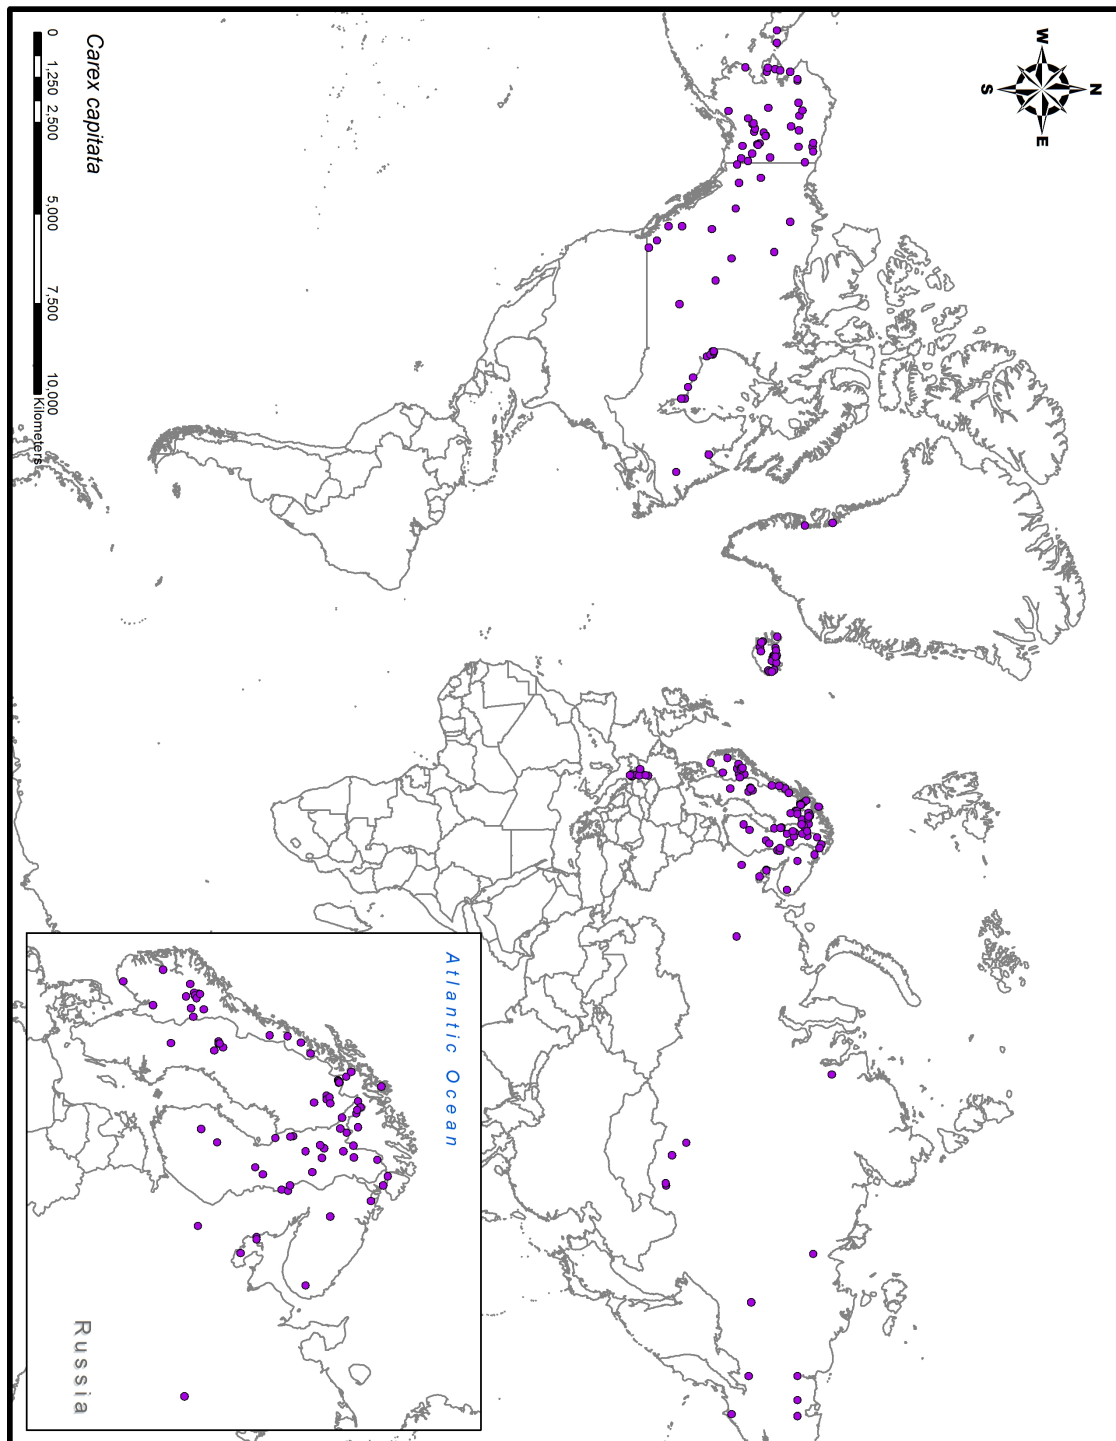 N
W
E
S
Carex capitata
0 1,250 2,500 5,000 7,500 10,000
Kilometers
Atlantic Ocean
Russia